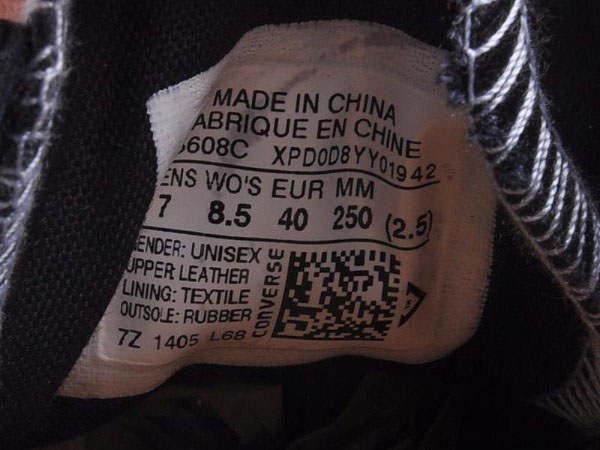 MADE IN CHINA
ABRIQUE EN CHINE
608C XPD0D8YY01942
ENS WO'S EUR MM
7 8.5 40 250 (2.5)
ENDER: UNISEX
UPPER: LEATHER
LINING: TEXTILE
OUTSOLE: RUBBER
7Z 1405 L68
CONVERSE